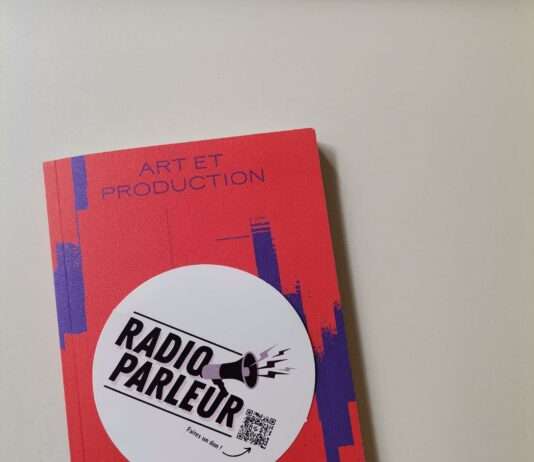 ART ET
PRODUCTION
RADIO
PARLEUR
Faites un don !